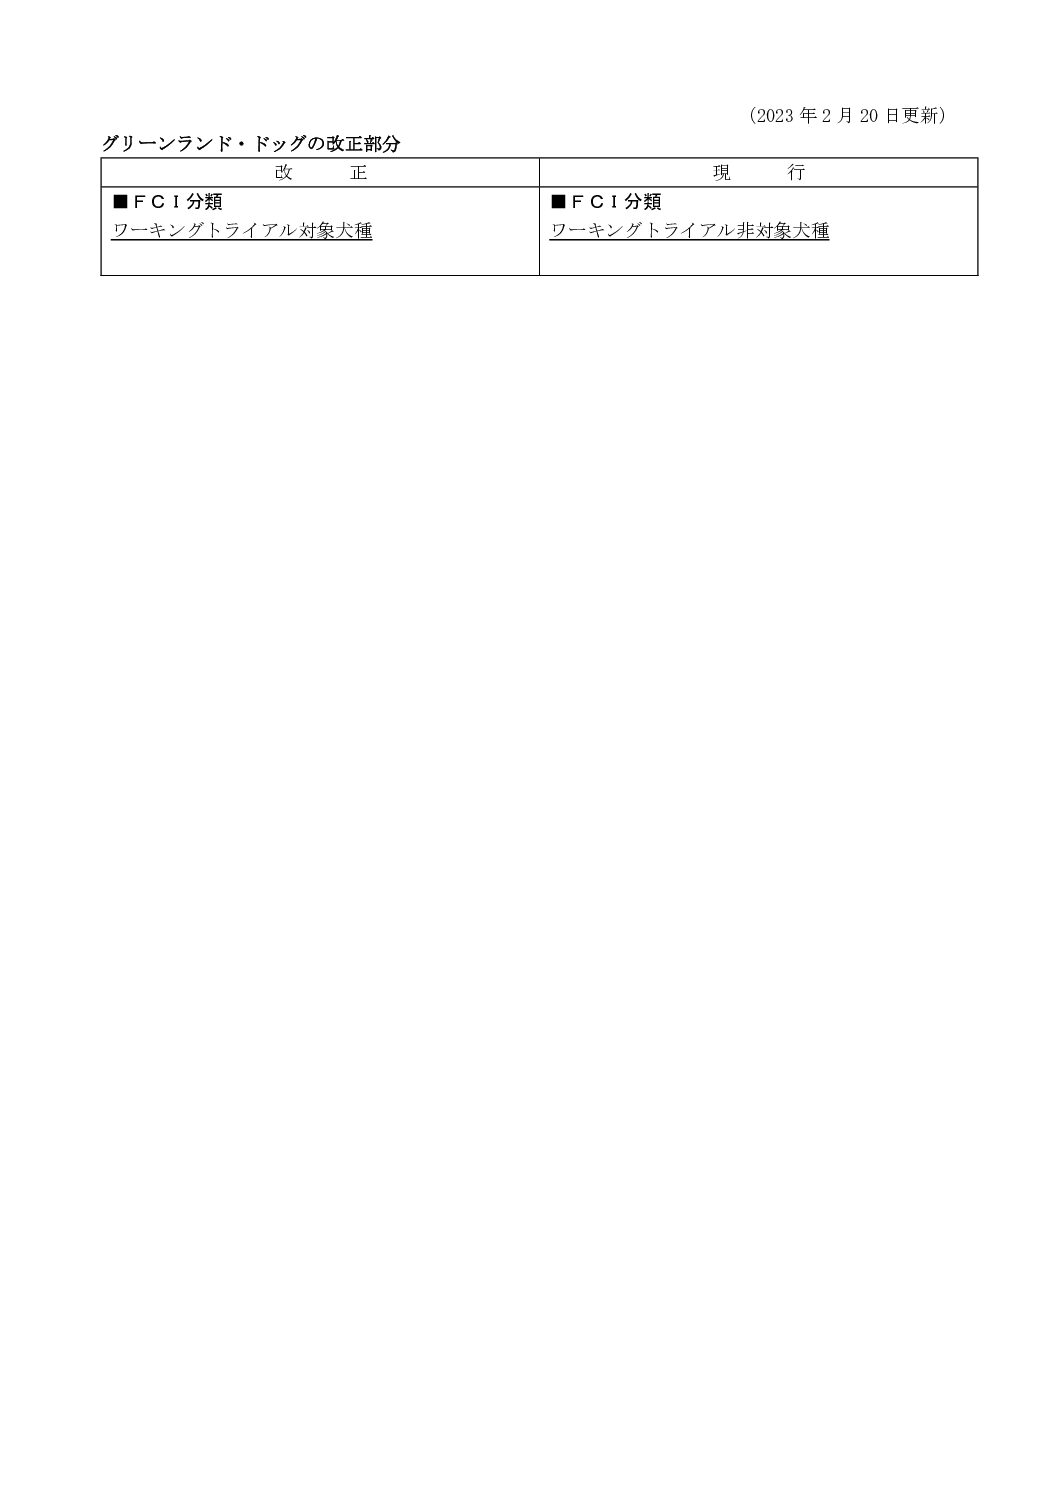 （2023 年 2 月 20 日更新）
グリーンランド・ドッグの改正部分
改　　　正
現　　　行
■ＦＣＩ分類
ワーキングトライアル対象犬種
■ＦＣＩ分類
ワーキングトライアル非対象犬種